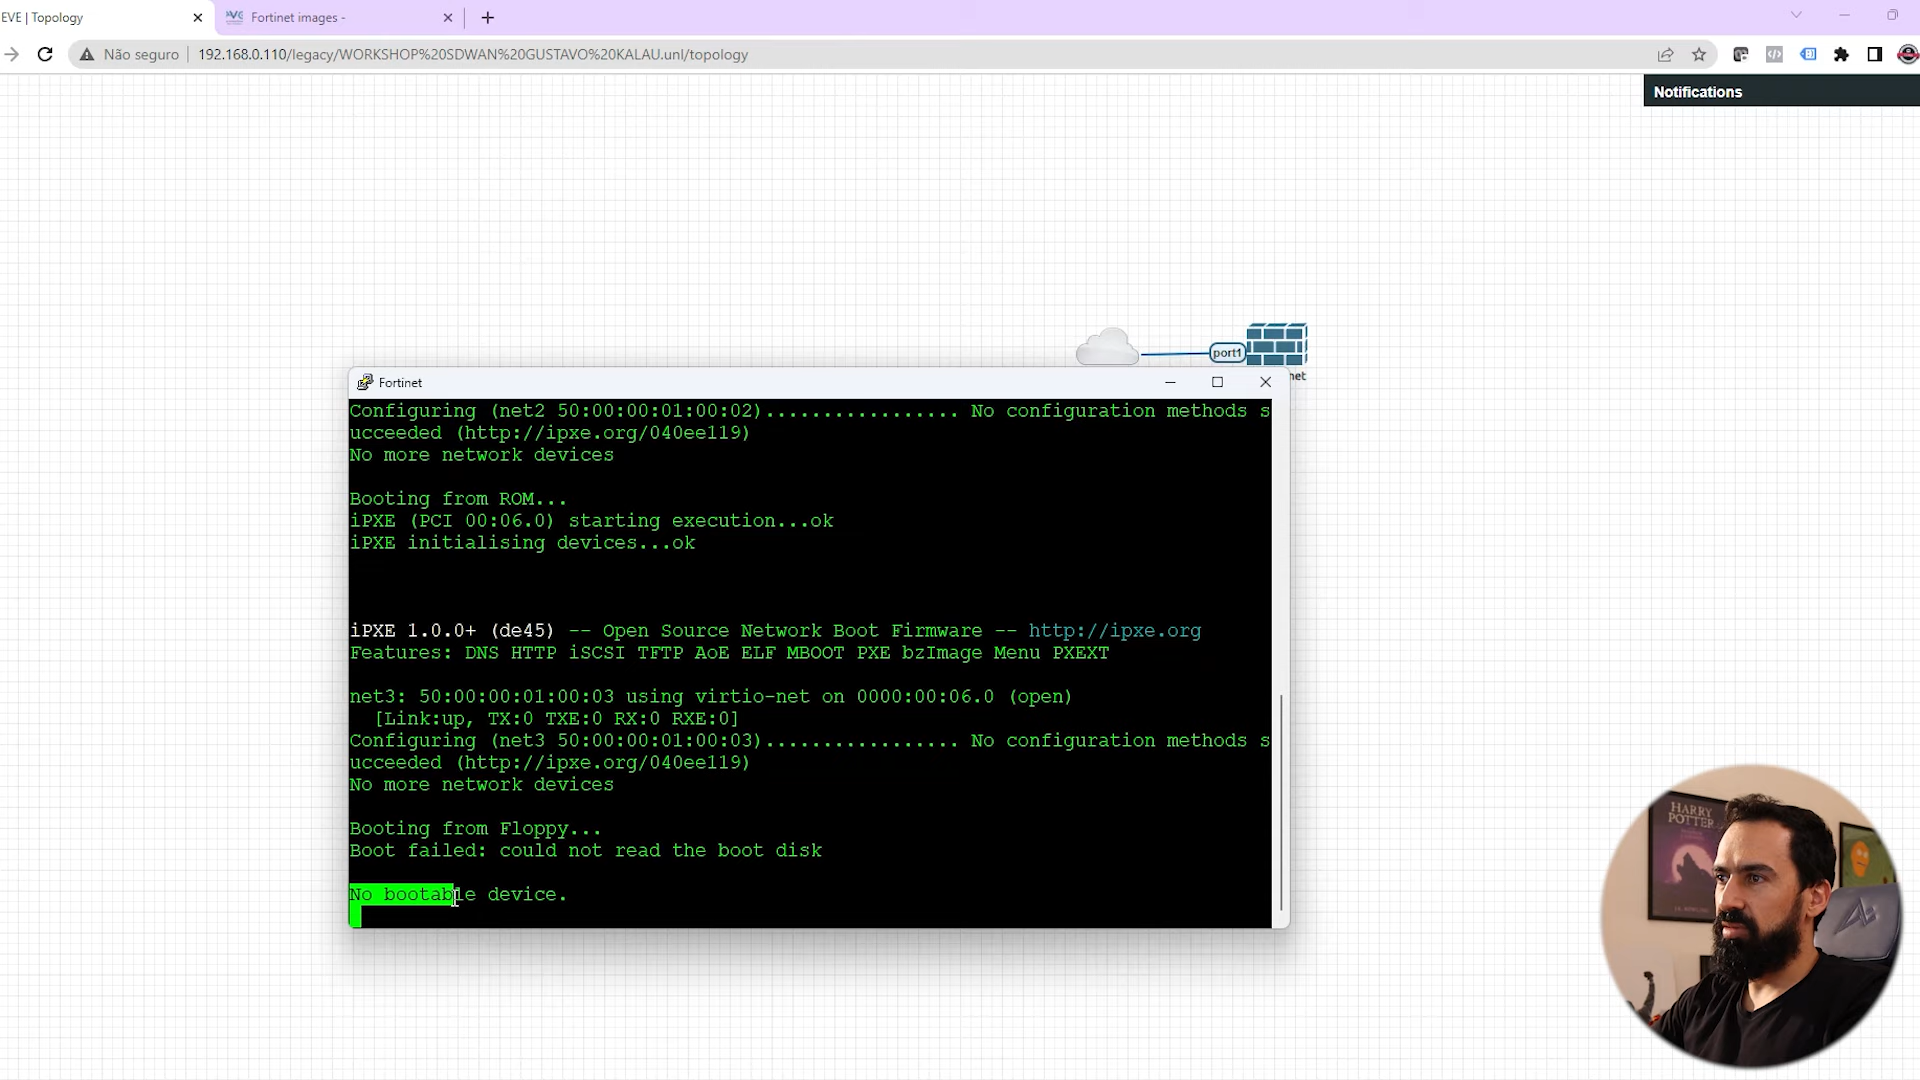 EVE | Topology
Fortinet images -
Não seguro
192.168.0.110/legacy/WORKSHOP%20SDWAN%20GUSTAVO%20KALAU.unl/topology
Notifications
port1
net
Fortinet
Configuring (net2 50:00:00:01:00:02)................. No configuration methods s
ucceeded (http://ipxe.org/040ee119)
No more network devices
Booting from ROM...
iPXE (PCI 00:06.0) starting execution...ok
iPXE initialising devices...ok
iPXE 1.0.0+ (de45) -- Open Source Network Boot Firmware -- http://ipxe.org
Features: DNS HTTP iSCSI TFTP AoE ELF MBOOT PXE bzImage Menu PXEXT
net3: 50:00:00:01:00:03 using virtio-net on 0000:00:06.0 (open)
[Link:up, TX:0 TXE:0 RX:0 RXE:0]
Configuring (net3 50:00:00:01:00:03)................. No configuration methods s
ucceeded (http://ipxe.org/040ee119)
No more network devices
Booting from Floppy...
Boot failed: could not read the boot disk
No bootable device.
HARRY
POTTER